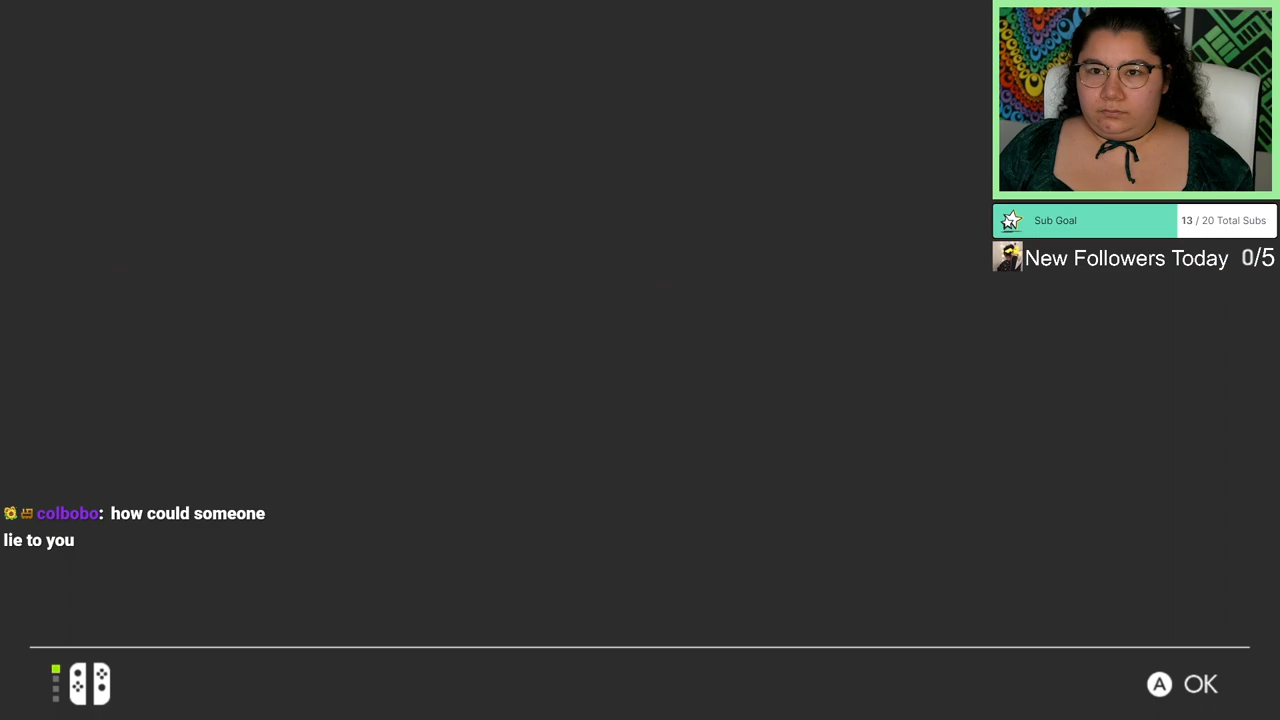 Sub Goal 13 / 20 Total Subs
New Followers Today 0/5
colbobo: how could someone
lie to you
A OK